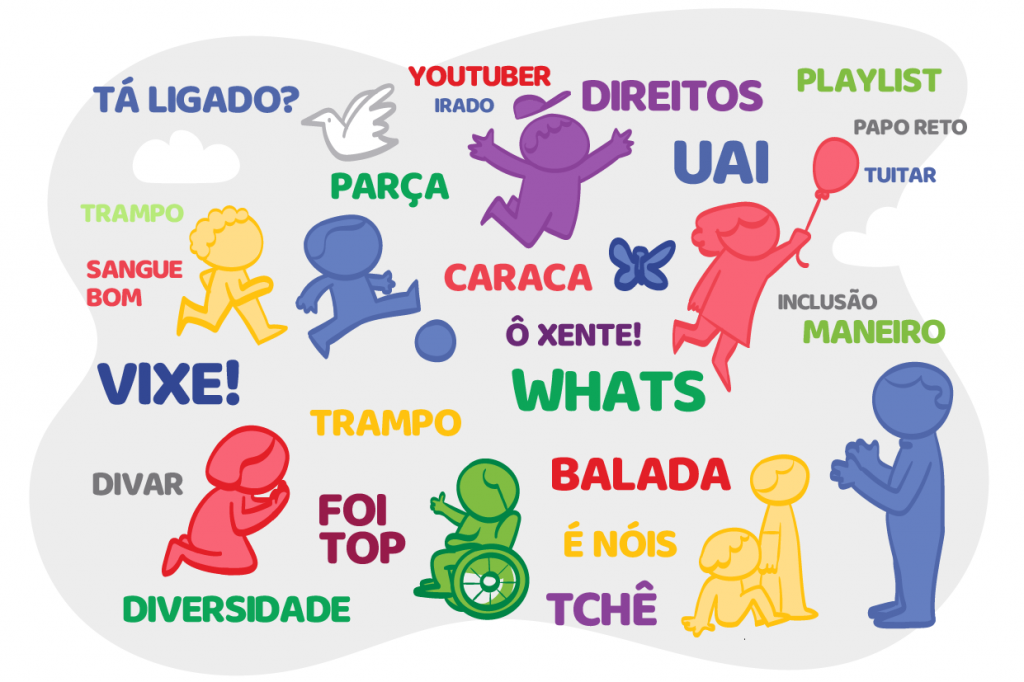 YOUTUBER
TÁ LIGADO?
IRADO
DIREITOS
PLAYLIST
PAPO RETO
UAI
TUITAR
PARÇA
TRAMPO
SANGUE
BOM
CARACA
INCLUSÃO
Ô XENTE!
MANEIRO
VIXE!
WHATS
TRAMPO
DIVAR
BALADA
FOI
TOP
É NÓIS
DIVERSIDADE
TCHÊ